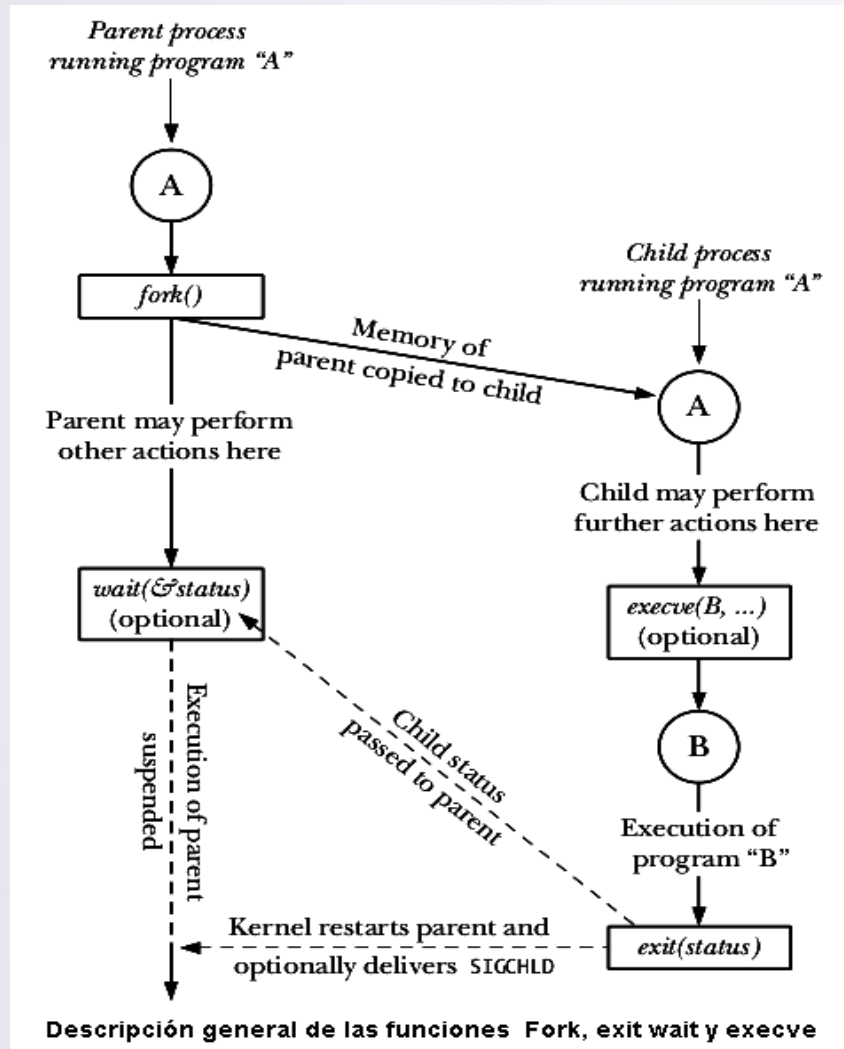 Parent process
running program “A”
A
fork()
Child process
running program “A”
Memory of
parent copied to child
A
Parent may perform
other actions here
Child may perform
further actions here
wait(&status)
(optional)
execve(B, ...)
(optional)
Execution of parent
suspended
Child status
passed to parent
B
Execution of
program “B”
Kernel restarts parent and
optionally delivers SIGCHLD
exit(status)
Descripción general de las funciones Fork, exit wait y execve